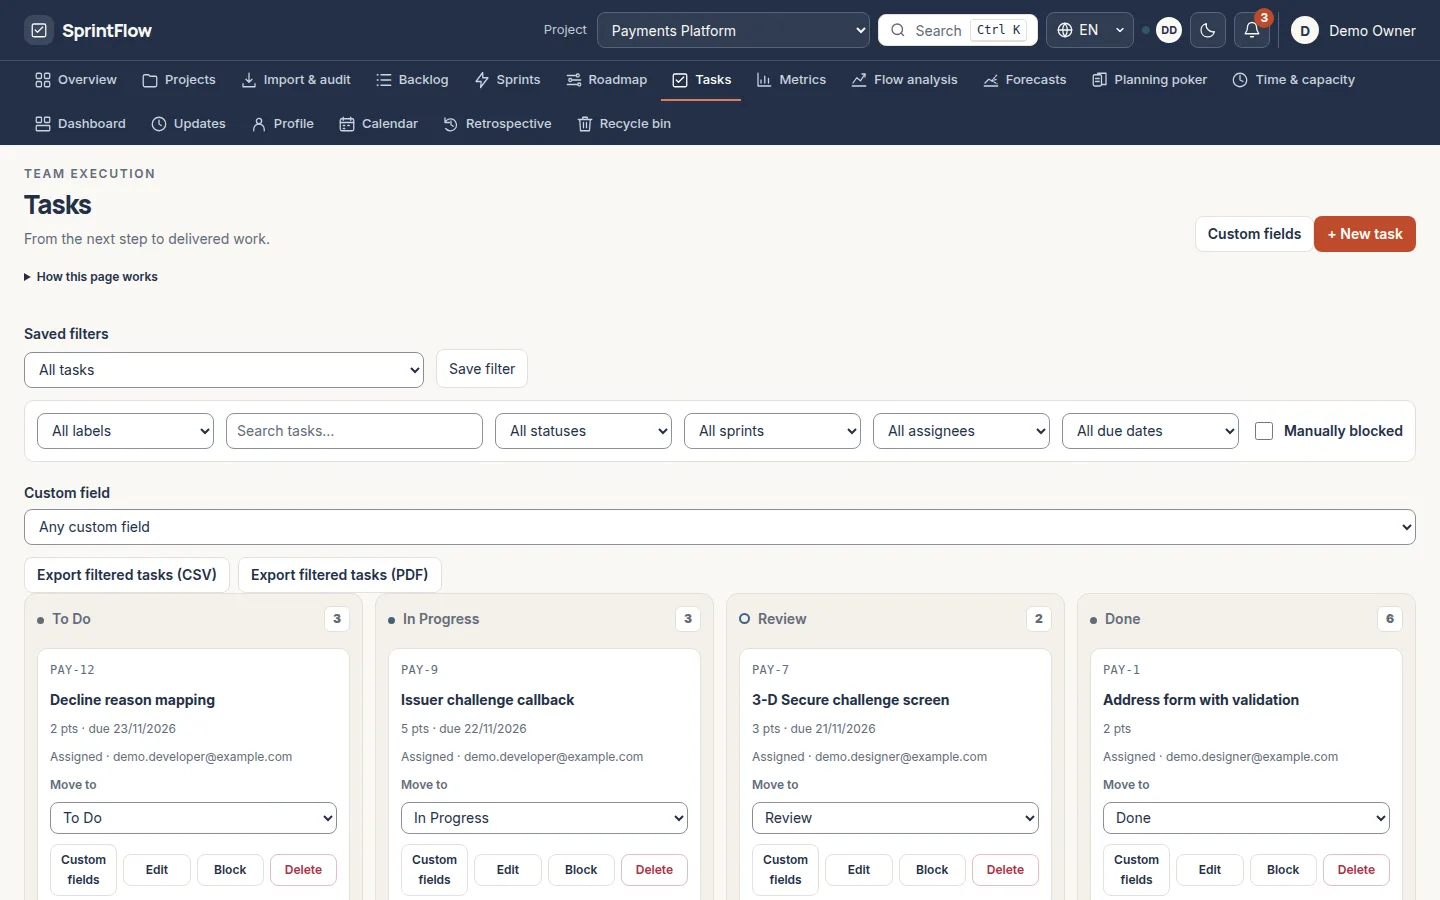 SprintFlow
Project
Payments Platform
Search Ctrl K
EN
DD
3
D
Demo Owner
Overview
Projects
Import & audit
Backlog
Sprints
Roadmap
Tasks
Metrics
Flow analysis
Forecasts
Planning poker
Time & capacity
Dashboard
Updates
Profile
Calendar
Retrospective
Recycle bin
TEAM EXECUTION
Tasks
From the next step to delivered work.
Custom fields
+ New task
How this page works
Saved filters
All tasks
Save filter
All labels
Search tasks...
All statuses
All sprints
All assignees
All due dates
Manually blocked
Custom field
Any custom field
Export filtered tasks (CSV)
Export filtered tasks (PDF)
To Do
3
PAY-12
Decline reason mapping
2 pts · due 23/11/2026
Assigned · demo.developer@example.com
Move to
To Do
Custom fields
Edit
Block
Delete
In Progress
3
PAY-9
Issuer challenge callback
5 pts · due 22/11/2026
Assigned · demo.developer@example.com
Move to
In Progress
Custom fields
Edit
Block
Delete
Review
2
PAY-7
3-D Secure challenge screen
3 pts · due 21/11/2026
Assigned · demo.designer@example.com
Move to
Review
Custom fields
Edit
Block
Delete
Done
6
PAY-1
Address form with validation
2 pts
Assigned · demo.designer@example.com
Move to
Done
Custom fields
Edit
Block
Delete